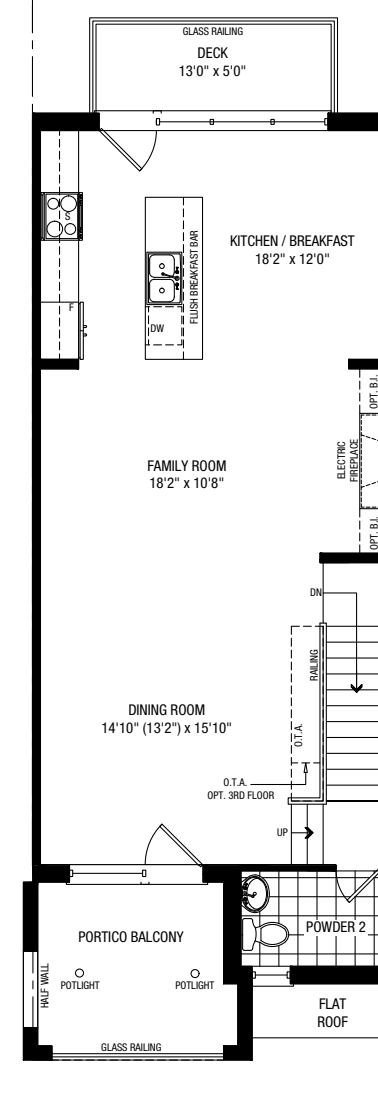 GLASS RAILING
DECK
13'0" x 5'0"
S
KITCHEN / BREAKFAST
18'2" x 12'0"
FLUSH BREAKFAST BAR
F
DW
OPT. B.I.
ELECTRIC
FIREPLACE
FAMILY ROOM
18'2" x 10'8"
OPT. B.I.
DN
RAILING
DINING ROOM
14'10" (13'2") x 15'10"
O.T.A.
O.T.A.
OPT. 3RD FLOOR
UP
POWDER 2
PORTICO BALCONY
HALF WALL
POTLIGHT
POTLIGHT
FLAT
ROOF
GLASS RAILING